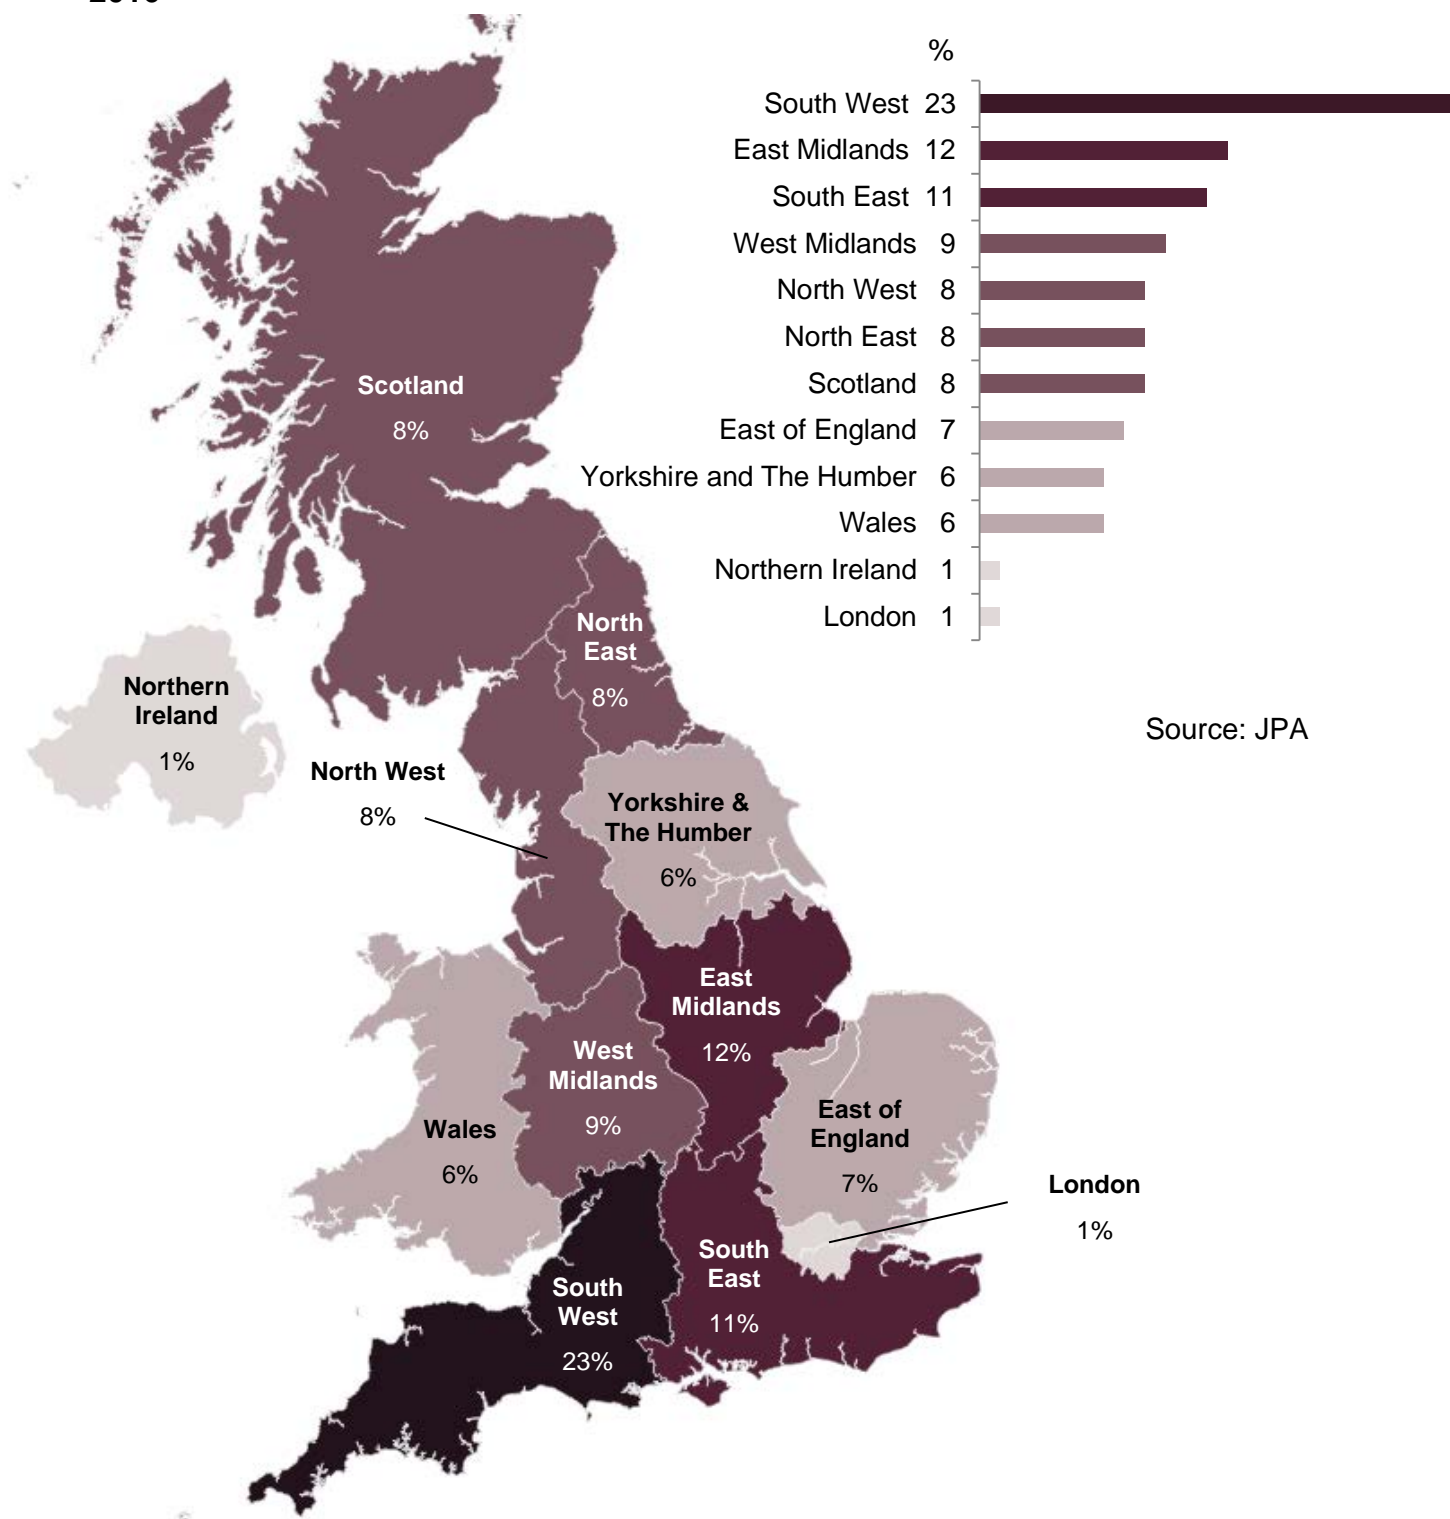 %
South West 23
East Midlands 12
South East 11
West Midlands 9
North West 8
North East 8
Scotland 8
East of England 7
Yorkshire and The Humber 6
Wales 6
Northern Ireland 1
London 1
Source: JPA
Scotland
8%
North
East
8%
Northern
Ireland
1%
North West
8%
Yorkshire &
The Humber
6%
East
Midlands
12%
West
Midlands
9%
Wales
6%
East of
England
7%
London
1%
South
East
11%
South
West
23%